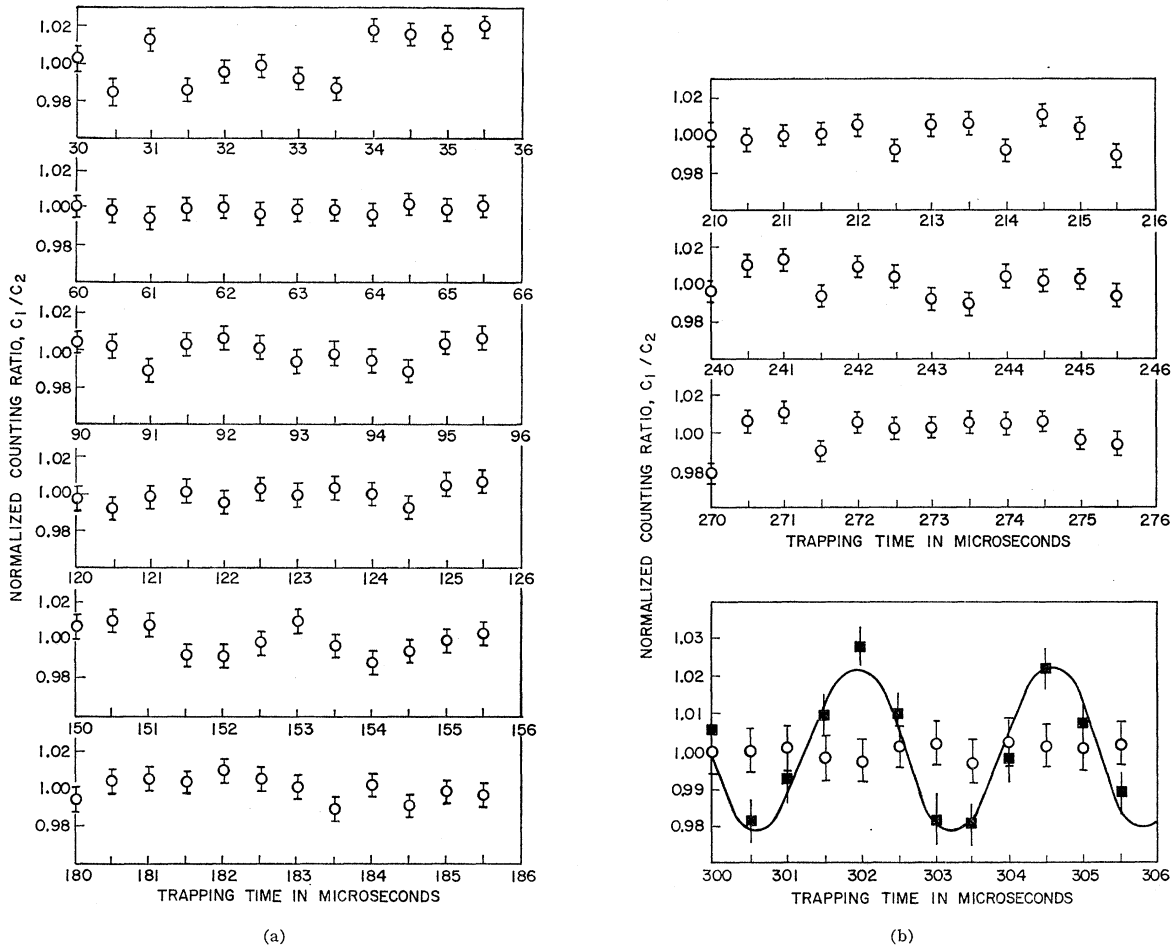 1.02
1.00
0.98
30 31 32 33 34 35 36
1.02
1.00
0.98
60 61 62 63 64 65 66
1.02
1.00
0.98
90 91 92 93 94 95 96
1.02
1.00
0.98
120 121 122 123 124 125 126
1.02
1.00
0.98
150 151 152 153 154 155 156
1.02
1.00
0.98
180 181 182 183 184 185 186
NORMALIZED COUNTING RATIO, C1/C2
TRAPPING TIME IN MICROSECONDS
(a)
1.02
1.00
0.98
210 211 212 213 214 215 216
1.02
1.00
0.98
240 241 242 243 244 245 246
1.02
1.00
0.98
270 271 272 273 274 275 276
TRAPPING TIME IN MICROSECONDS
NORMALIZED COUNTING RATIO, C1/C2
1.03
1.02
1.01
1.00
0.99
0.98
300 301 302 303 304 305 306
TRAPPING TIME IN MICROSECONDS
(b)